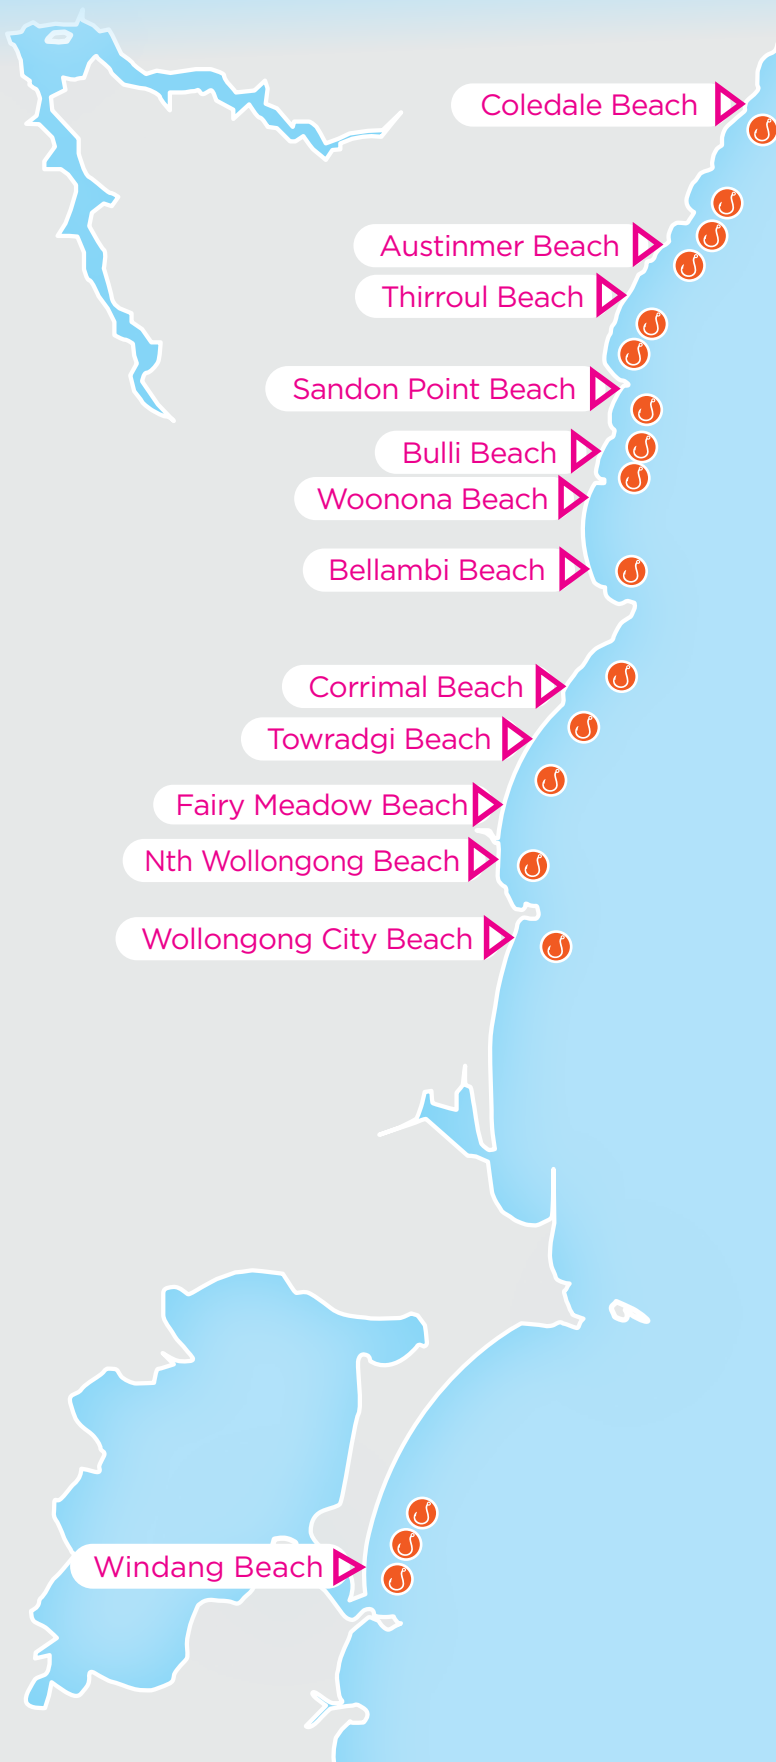 Coledale Beach
Austinmer Beach
Thirroul Beach
Sandon Point Beach
Bulli Beach
Woonona Beach
Bellambi Beach
Corrimal Beach
Towradgi Beach
Fairy Meadow Beach
Nth Wollongong Beach
Wollongong City Beach
Windang Beach